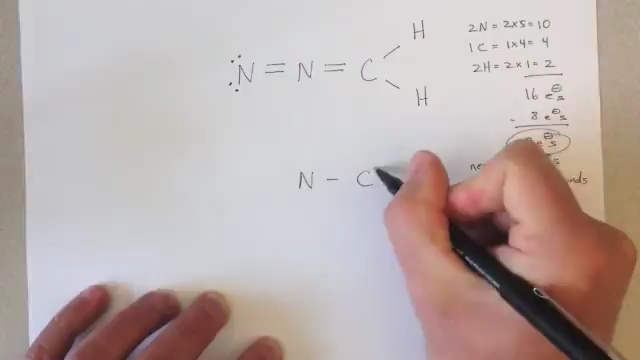 N = N = C
H
H
2N = 2x5 = 10
1C = 1x4 = 4
2H = 2x1 = 2
16 e⊖s
- 8 e⊖s
e⊖s
N - C